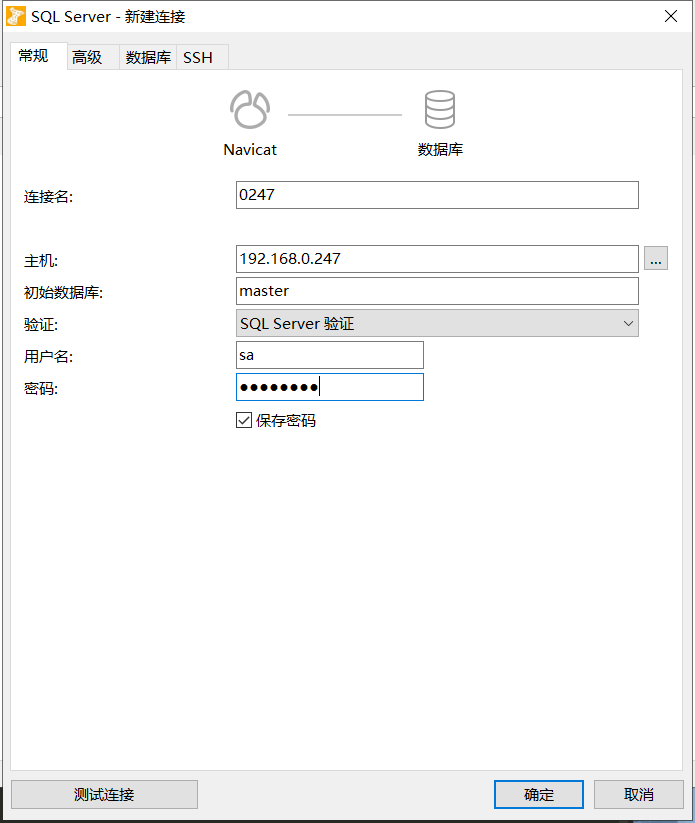 SQL Server - 新建连接
常规 高级 数据库 SSH
Navicat 数据库
连接名: 0247
主机: 192.168.0.247 ...
初始数据库: master
验证: SQL Server 验证
用户名: sa
密码: ●●●●●●●●
保存密码
测试连接 确定 取消